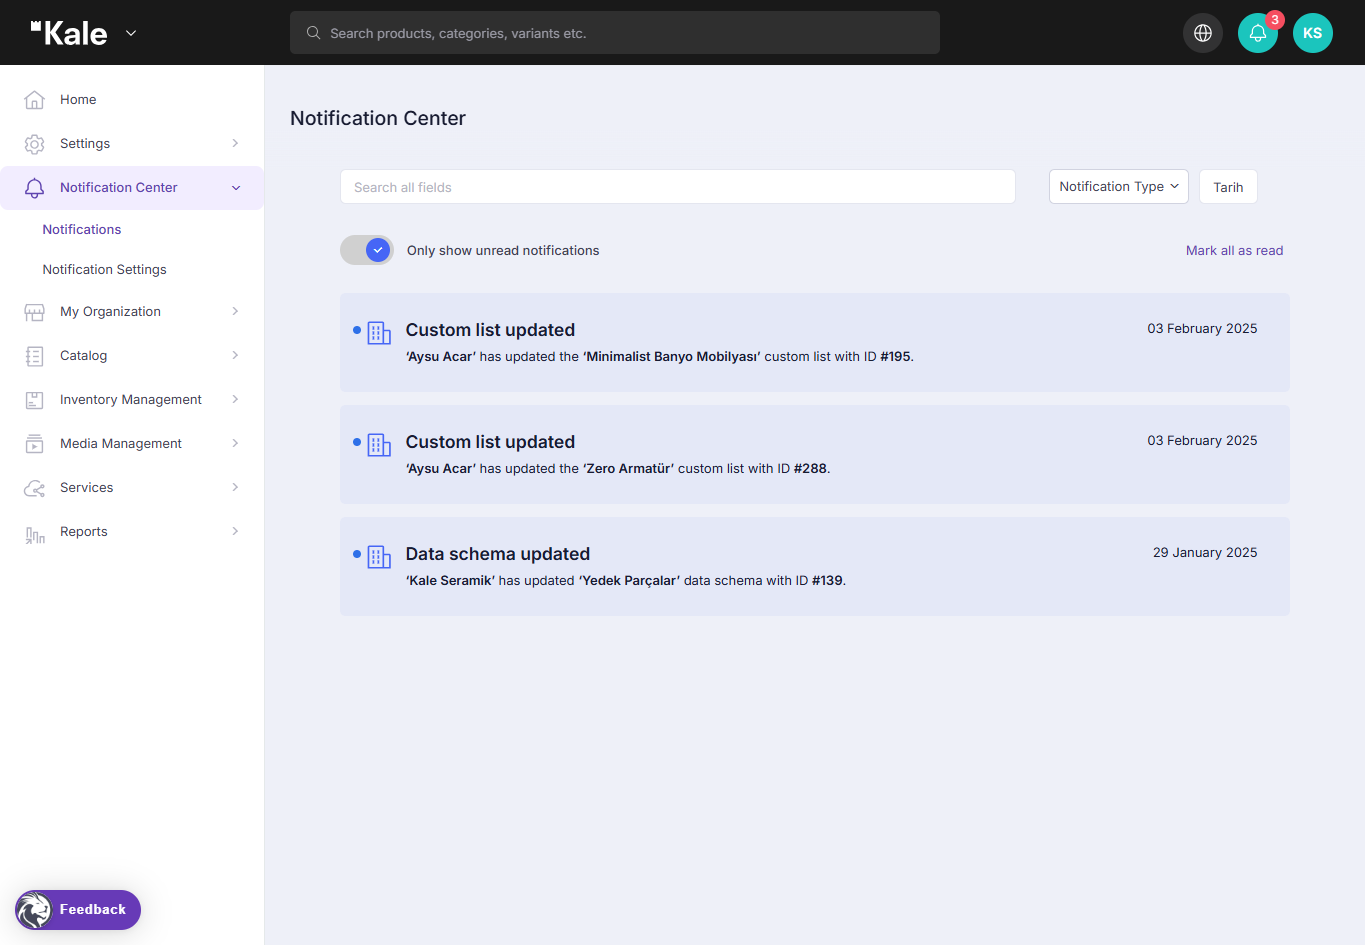 Kale
Search products, categories, variants etc.
3
KS
Home
Settings
Notification Center
Notifications
Notification Settings
My Organization
Catalog
Inventory Management
Media Management
Services
Reports
Feedback
Notification Center
Search all fields
Notification Type
Tarih
Only show unread notifications
Mark all as read
Custom list updated
03 February 2025
‘Aysu Acar’ has updated the ‘Minimalist Banyo Mobilyası’ custom list with ID #195.
Custom list updated
03 February 2025
‘Aysu Acar’ has updated the ‘Zero Armatür’ custom list with ID #288.
Data schema updated
29 January 2025
‘Kale Seramik’ has updated ‘Yedek Parçalar’ data schema with ID #139.